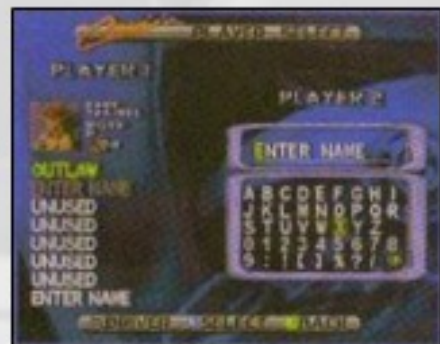 PLAYER SELECT
PLAYER 1
PLAYER 2
OUTLAW
ENTER NAME
UNUSED
UNUSED
UNUSED
UNUSED
UNUSED
ENTER NAME
ENTER NAME
A B C D E F G H I
J K L M N O P Q R
S T U V W X Y Z
0 1 2 3 4 5 6 7 8
9 : ! [ ] % ? /
SELECT BACK